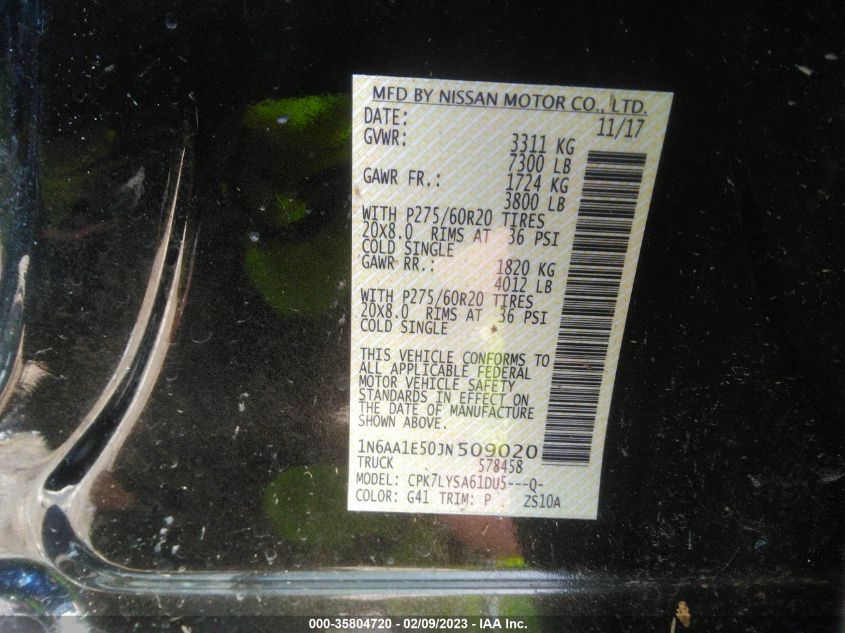 MFD BY NISSAN MOTOR CO., LTD.
DATE: 11/17
GVWR: 3311 KG
7300 LB
GAWR FR.: 1724 KG
3800 LB
WITH P275/60R20 TIRES
20X8.0 RIMS AT 36 PSI
COLD SINGLE
GAWR RR.: 1820 KG
4012 LB
WITH P275/60R20 TIRES
20X8.0 RIMS AT 36 PSI
COLD SINGLE
THIS VEHICLE CONFORMS TO
ALL APPLICABLE FEDERAL
MOTOR VEHICLE SAFETY
STANDARDS IN EFFECT ON
THE DATE OF MANUFACTURE
SHOWN ABOVE.
1N6AA1E50JN509020
TRUCK 578458
MODEL: CPK7LYSA61DU5---Q-
COLOR: G41 TRIM: P ZS10A
000-35804720 - 02/09/2023 - IAA Inc.